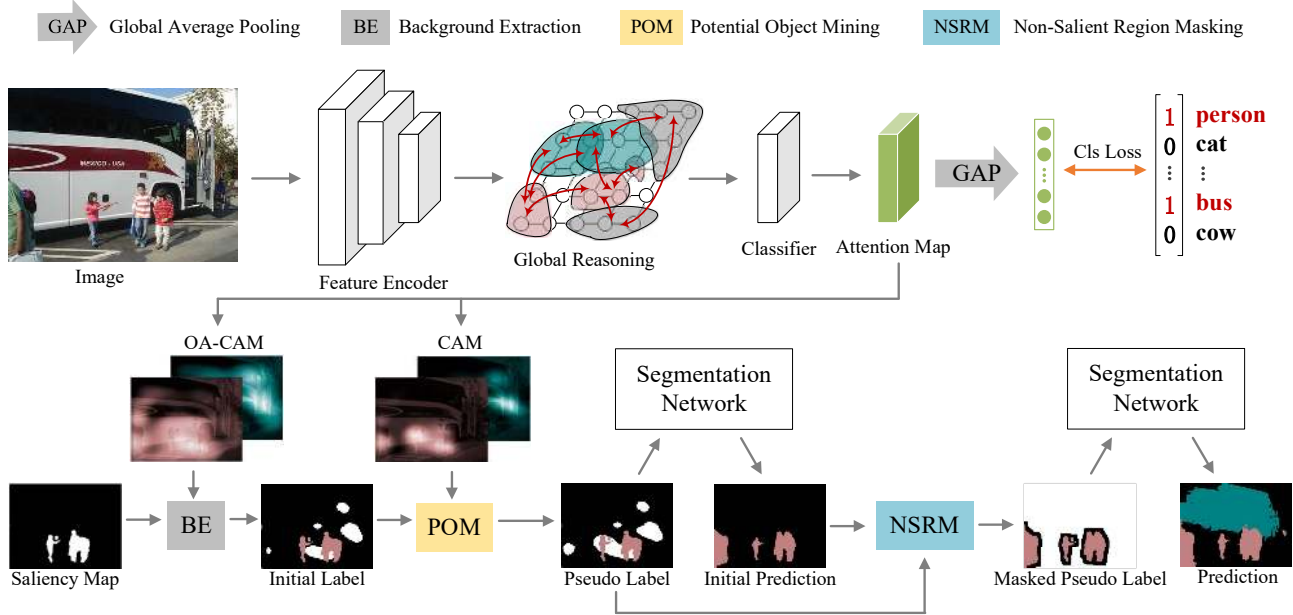 GAP Global Average Pooling BE Background Extraction POM Potential Object Mining NSRM Non-Salient Region Masking
MEXICO - USA
Image
Feature Encoder
Global Reasoning
Classifier
Attention Map
GAP
Cls Loss
1 person
0 cat
⋮ ⋮
1 bus
0 cow
OA-CAM
CAM
Segmentation
Network
Segmentation
Network
BE
POM
NSRM
Saliency Map
Initial Label
Pseudo Label
Initial Prediction
Masked Pseudo Label
Prediction